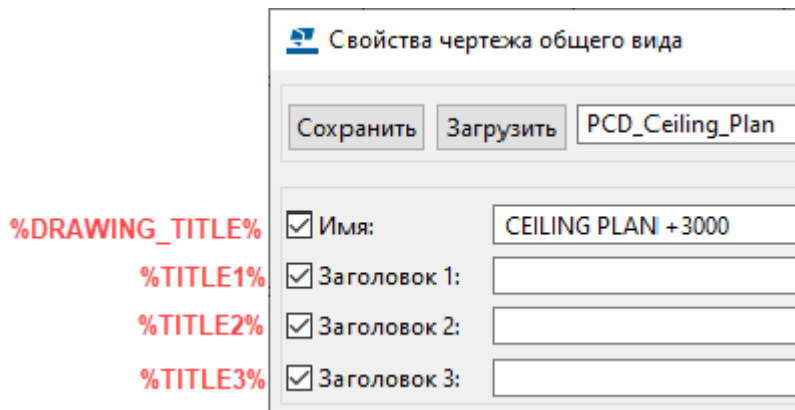 Свойства чертежа общего вида
Сохранить Загрузить PCD_Ceiling_Plan
%DRAWING_TITLE% Имя: CEILING PLAN +3000
%TITLE1% Заголовок 1:
%TITLE2% Заголовок 2:
%TITLE3% Заголовок 3: